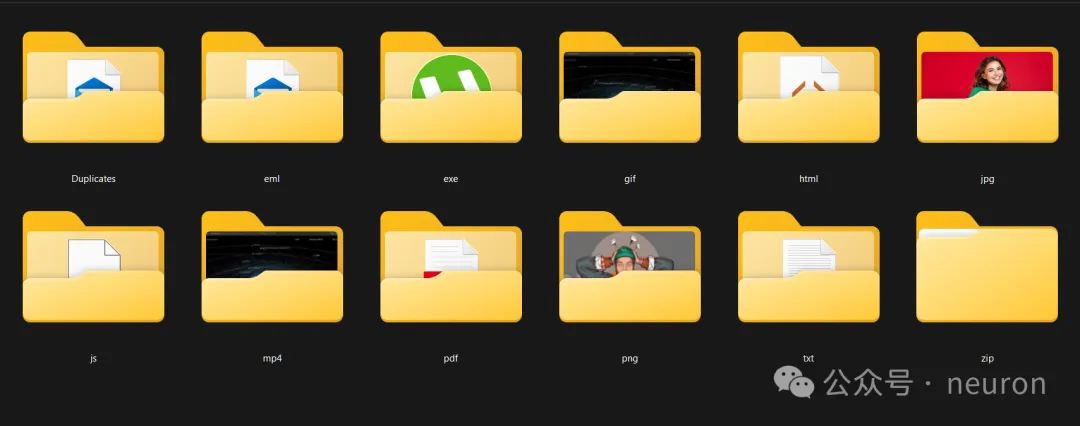 Duplicates
eml
exe
gif
html
jpg
js
mp4
pdf
png
txt
zip
公众号 · neuron